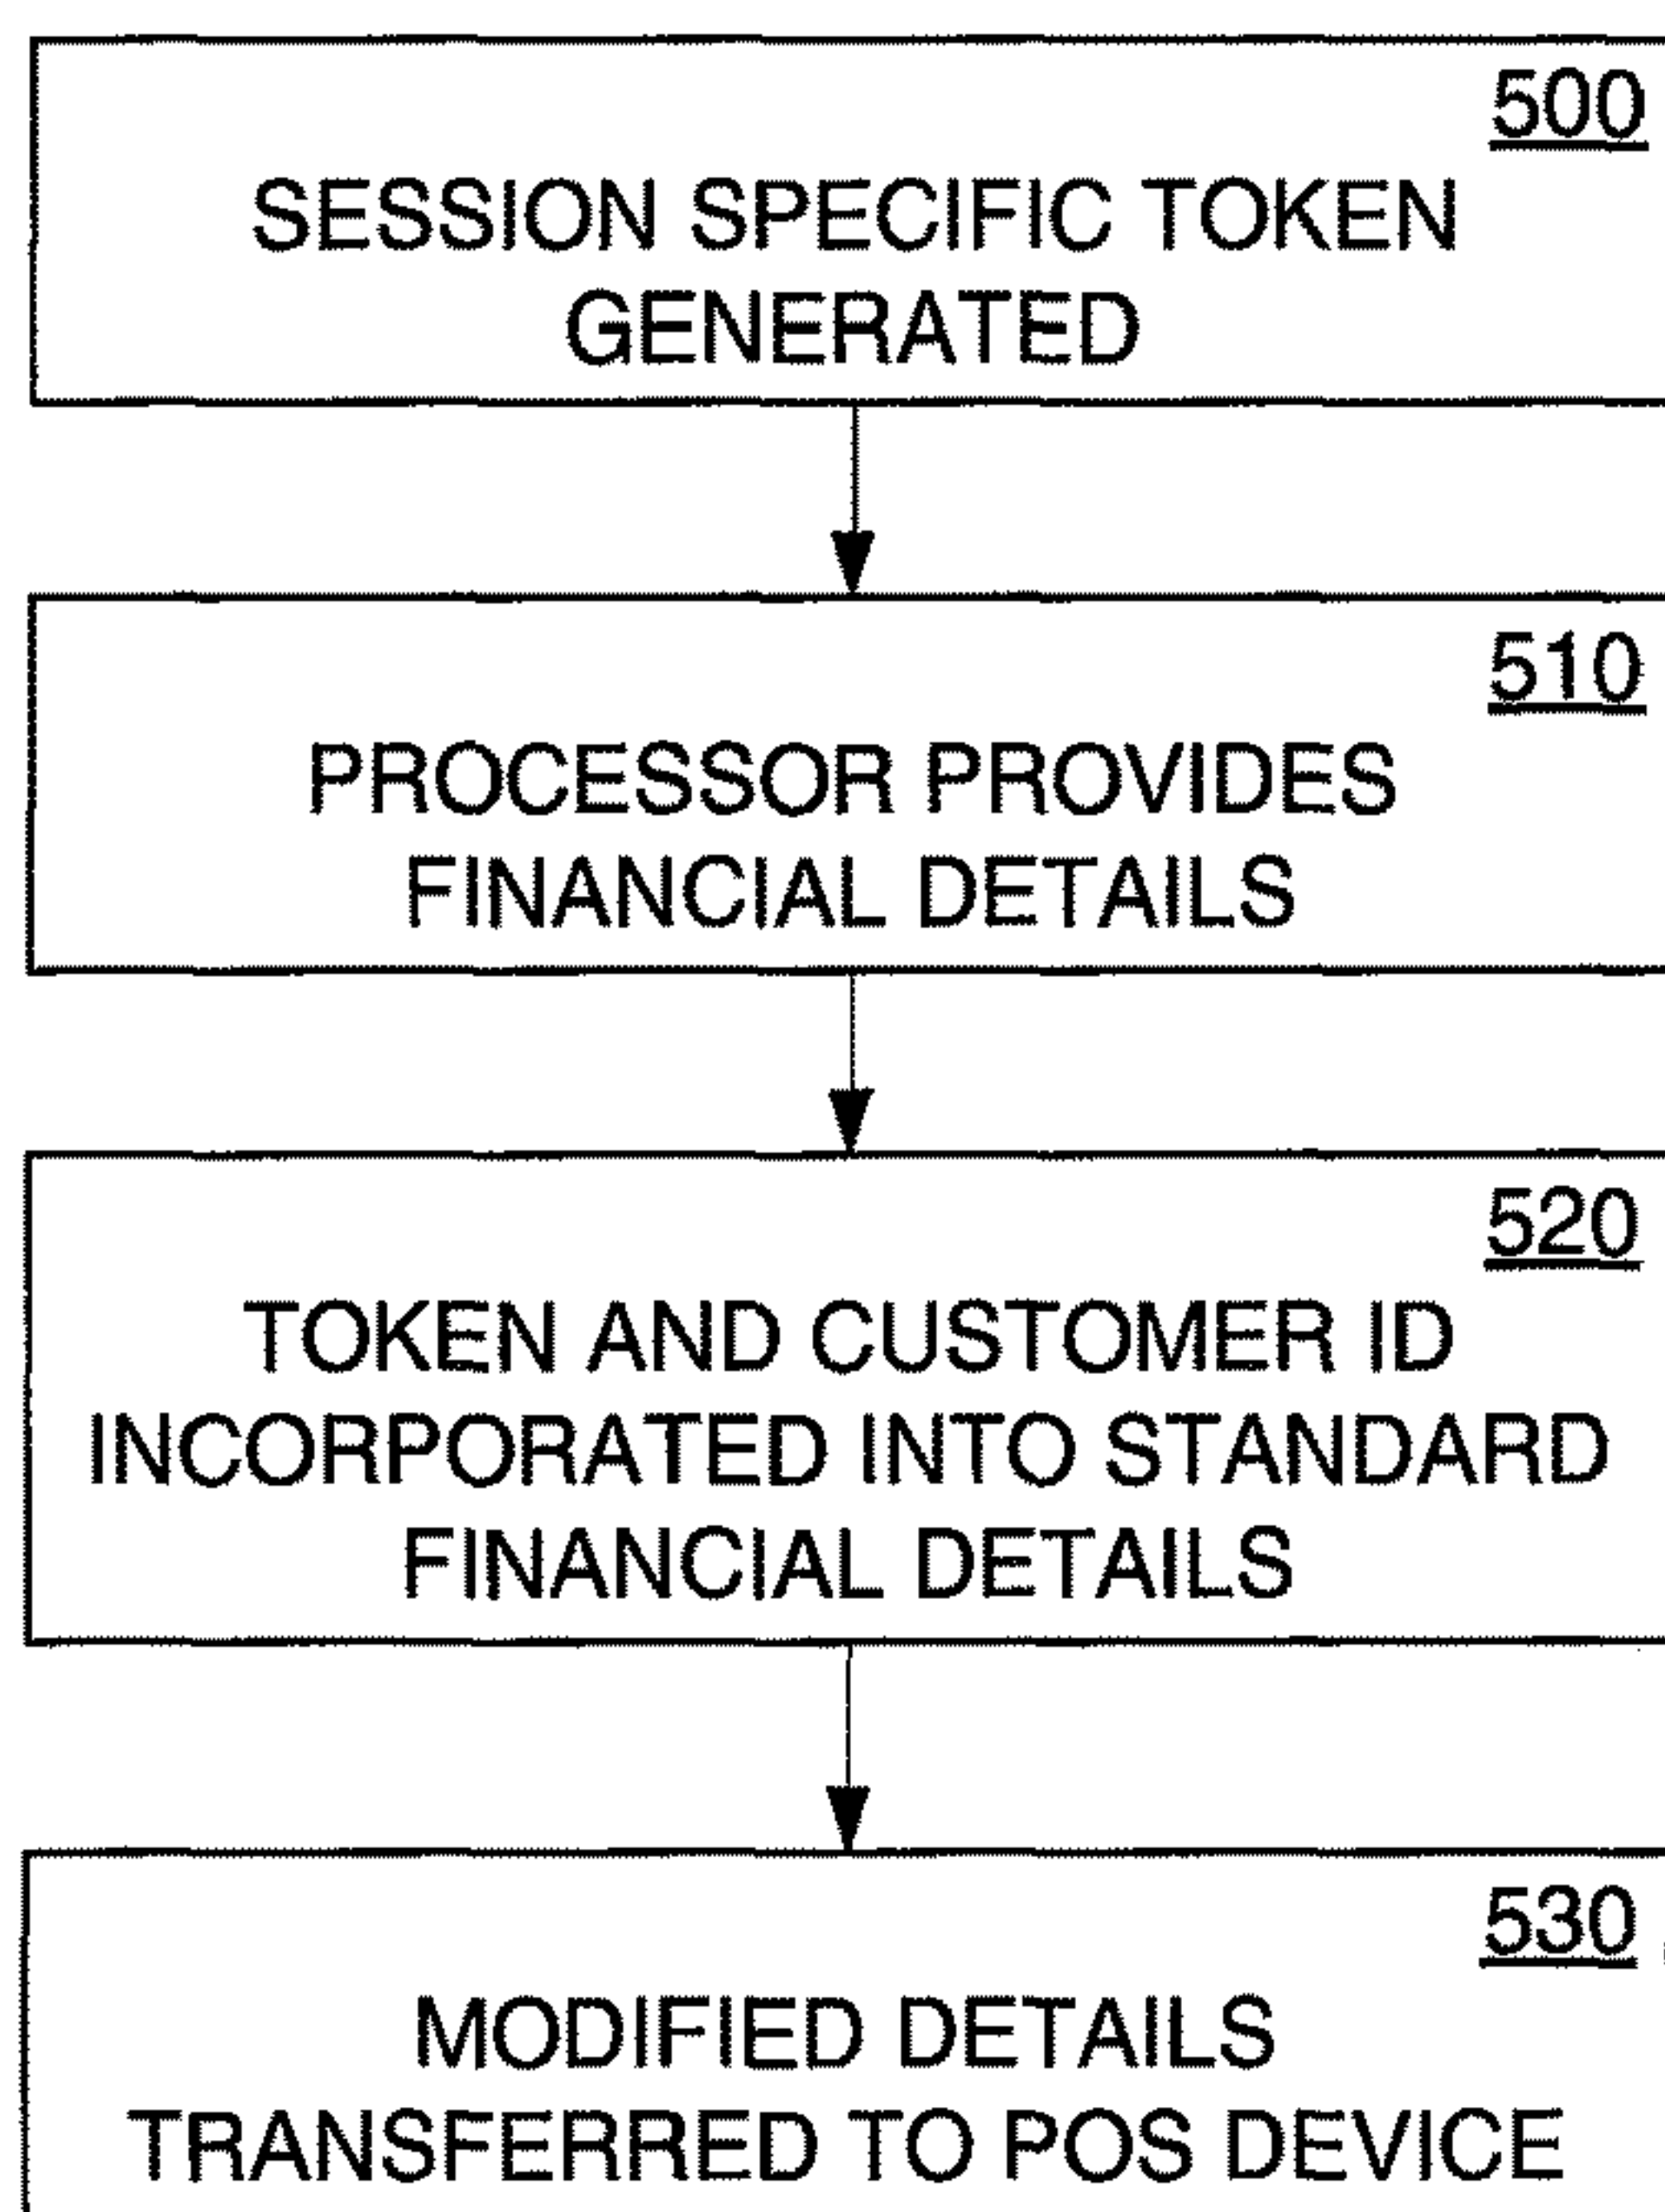 500
SESSION SPECIFIC TOKEN
GENERATED
510
PROCESSOR PROVIDES
FINANCIAL DETAILS
520
TOKEN AND CUSTOMER ID
INCORPORATED INTO STANDARD
FINANCIAL DETAILS
530
MODIFIED DETAILS
TRANSFERRED TO POS DEVICE